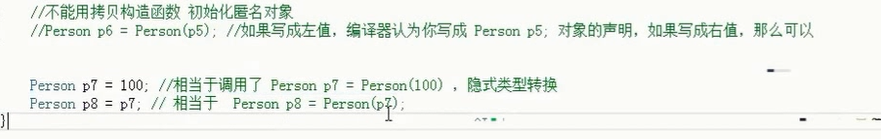 //不能用拷贝构造函数 初始化匿名对象
//Person p6 = Person(p5); //如果写成左值，编译器认为你写成 Person p5; 对象的声明，如果写成右值，那么可以
Person p7 = 100; //相当于调用了 Person p7 = Person(100) ，隐式类型转换
Person p8 = p7; // 相当于  Person p8 = Person(p7);
}